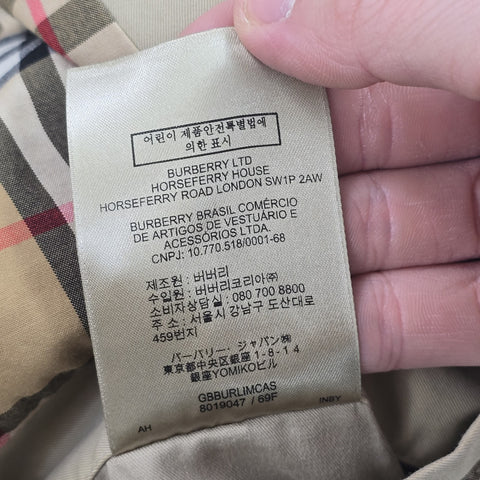 어린이 제품안전특별법에
의한 표시
BURBERRY LTD
HORSEFERRY HOUSE
HORSEFERRY ROAD LONDON SW1P 2AW
BURBERRY BRASIL COMÉRCIO
DE ARTIGOS DE VESTUÁRIO E
ACESSÓRIOS LTDA.
CNPJ: 10.770.518/0001-68
제조원 : 버버리
수입원 : 버버리코리아㈜
소비자상담실 : 080 700 8800
주 소 : 서울시 강남구 도산대로
459번지
バーバリー・ジャパン㈱
東京都中央区銀座1-8-14
銀座YOMIKOビル
GBBURLIMCAS
8019047 / 69F
AH
INBY